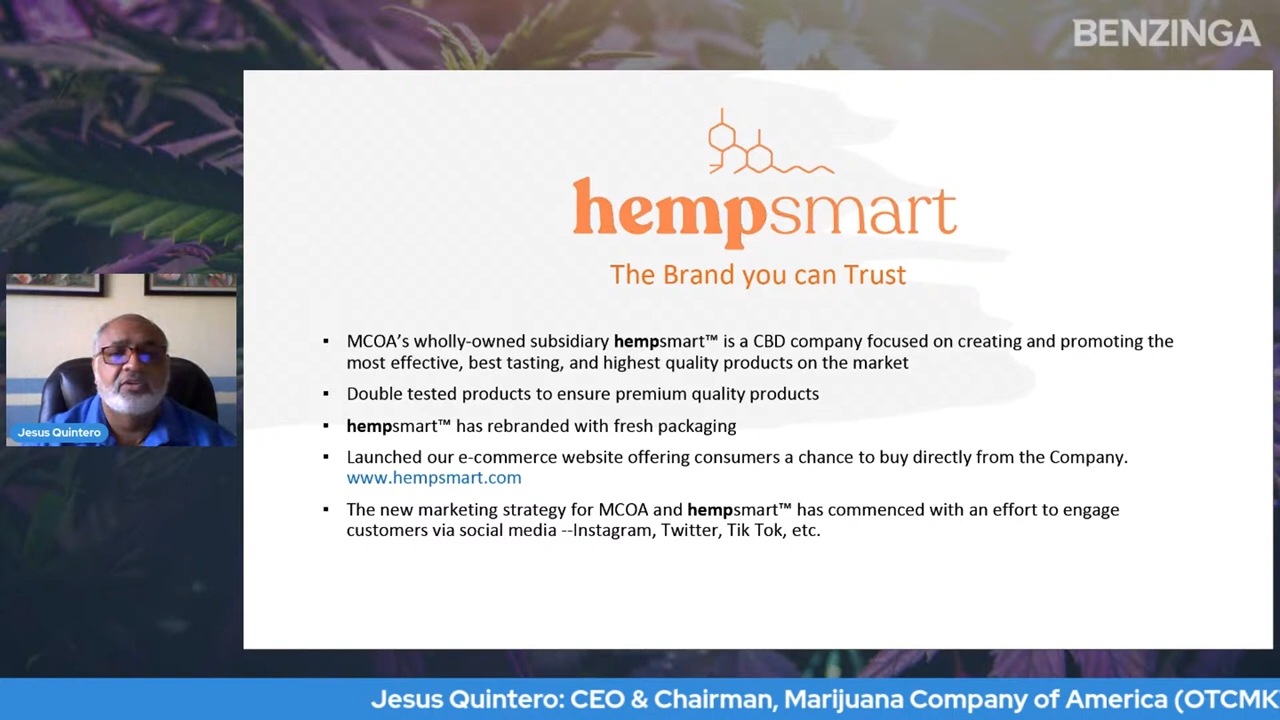 BENZINGA
hempsmart
The Brand you can Trust
▪ MCOA's wholly-owned subsidiary hempsmart™ is a CBD company focused on creating and promoting the
most effective, best tasting, and highest quality products on the market
▪ Double tested products to ensure premium quality products
▪ hempsmart™ has rebranded with fresh packaging
▪ Launched our e-commerce website offering consumers a chance to buy directly from the Company.
www.hempsmart.com
▪ The new marketing strategy for MCOA and hempsmart™ has commenced with an effort to engage
customers via social media --Instagram, Twitter, Tik Tok, etc.
Jesus Quintero
Jesus Quintero: CEO & Chairman, Marijuana Company of America (OTCMK